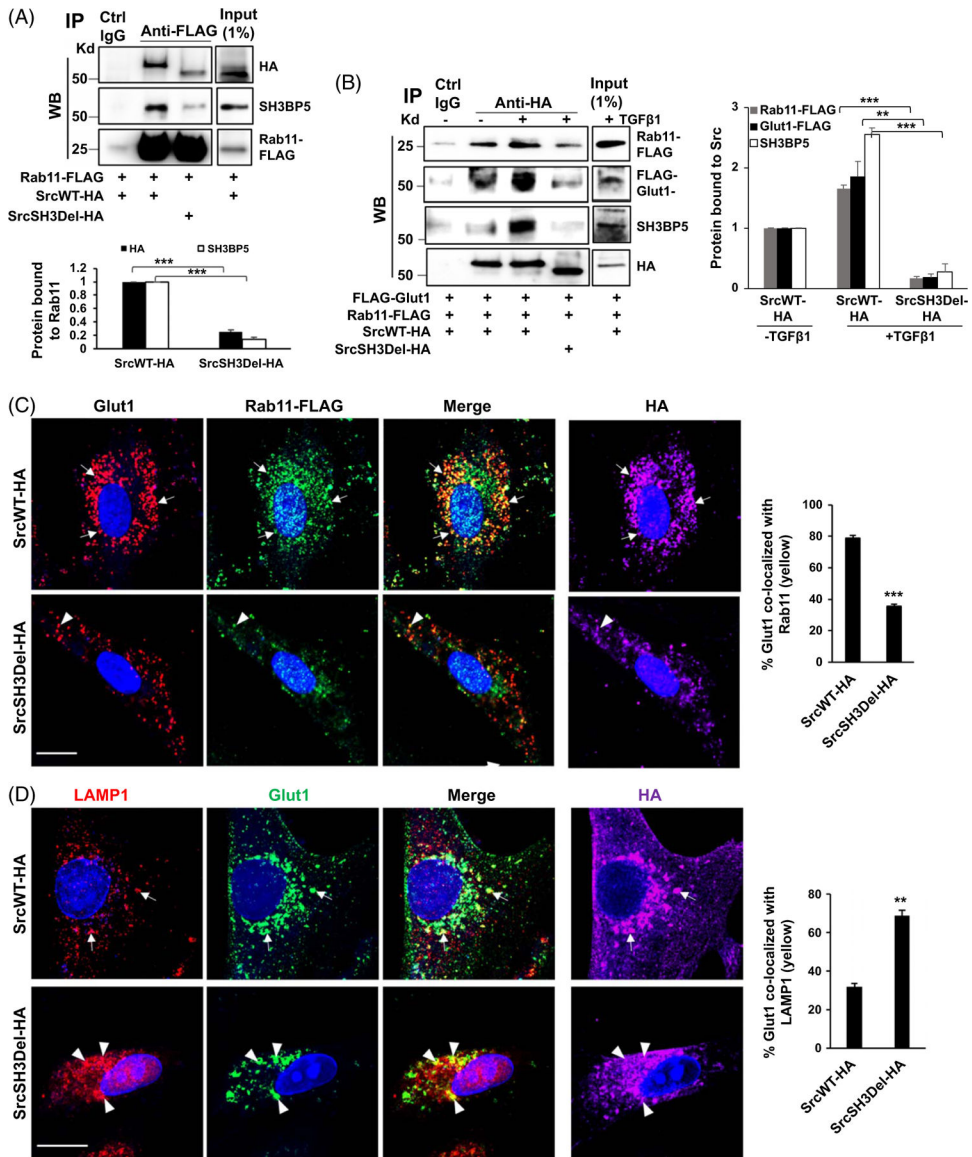 (A)
IP
Ctrl
IgG
Anti-FLAG
Input
(1%)
Kd
WB
50
HA
50
SH3BP5
25
Rab11-
FLAG
Rab11-FLAG + + + +
SrcWT-HA + + +
SrcSH3Del-HA +
HA SH3BP5
***
***
Protein bound
to Rab11
1.2
1
0.8
0.6
0.4
0.2
0
SrcWT-HA SrcSH3Del-HA
(B)
IP
Ctrl
IgG
Anti-HA
Input
(1%)
Kd - - + + + TGFβ1
WB
25
Rab11-
FLAG
50
FLAG-
Glut1-
50
SH3BP5
50
HA
FLAG-Glut1 + + + + +
Rab11-FLAG + + + + +
SrcWT-HA + + + +
SrcSH3Del-HA +
Protein bound to Src
3
2
1
0
Rab11-FLAG
Glut1-FLAG
SH3BP5
***
**
***
SrcWT-
HA
SrcWT-
HA
SrcSH3Del-
HA
-TGFβ1
+TGFβ1
(C)
Glut1 Rab11-FLAG Merge HA
SrcWT-HA
SrcSH3Del-HA
% Glut1 co-localized with
Rab11 (yellow)
100
80
60
40
20
0
***
SrcWT-HA
SrcSH3Del-HA
(D)
LAMP1 Glut1 Merge HA
SrcWT-HA
SrcSH3Del-HA
% Glut1 co-localized with
LAMP1 (yellow)
80
60
40
20
0
**
SrcWT-HA
SrcSH3Del-HA